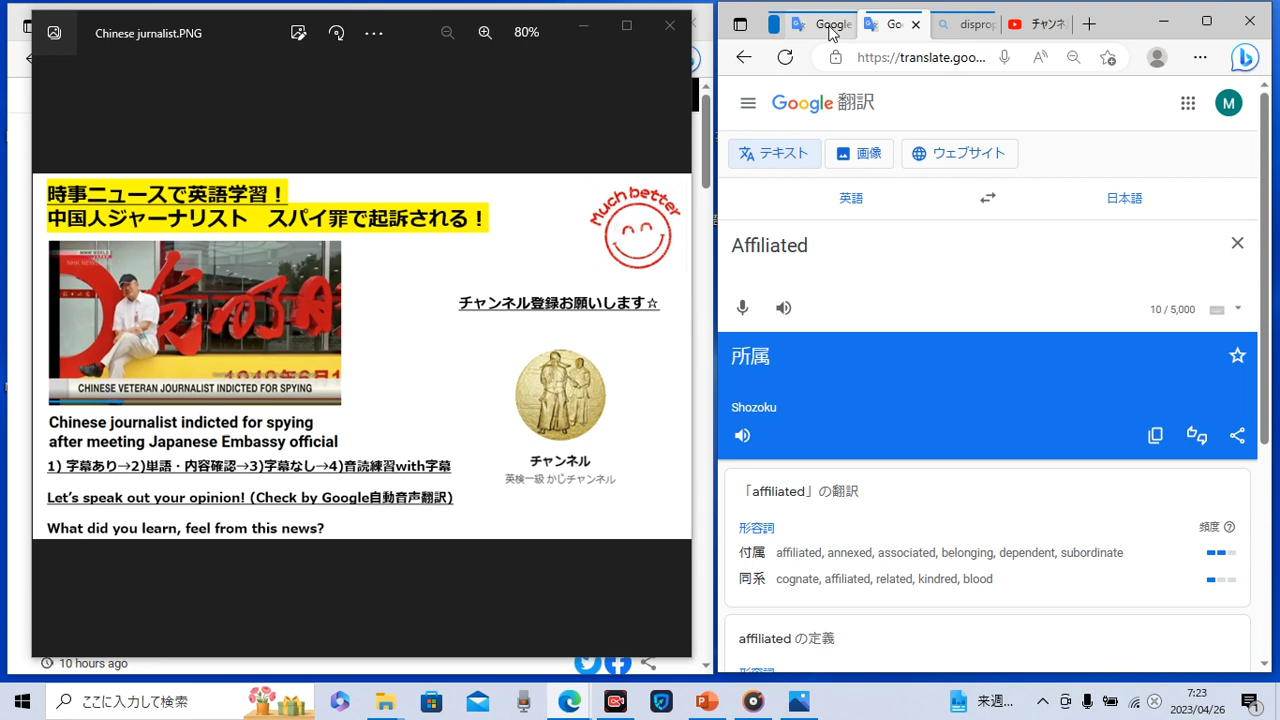 Chinese jurnalist.PNG
80%
時事ニュースで英語学習！
中国人ジャーナリスト　スパイ罪で起訴される！
Much better
NHK WORLD
CHINESE VETERAN JOURNALIST INDICTED FOR SPYING
チャンネル登録お願いします☆
Chinese journalist indicted for spying
after meeting Japanese Embassy official
チャンネル
英検一級 かじチャンネル
1) 字幕あり→2)単語・内容確認→3)字幕なし→4)音読練習with字幕
Let's speak out your opinion! (Check by Google自動音声翻訳)
What did you learn, feel from this news?
10 hours ago
Google
Go
disprop
チャンネ
https://translate.goo...
Google 翻訳
M
テキスト
画像
ウェブサイト
英語
日本語
Affiliated
10 / 5,000
所属
Shozoku
「affiliated」の翻訳
形容詞
頻度
付属 affiliated, annexed, associated, belonging, dependent, subordinate
同系 cognate, affiliated, related, kindred, blood
affiliated の定義
ここに入力して検索
来週...
7:23
2023/04/26
1